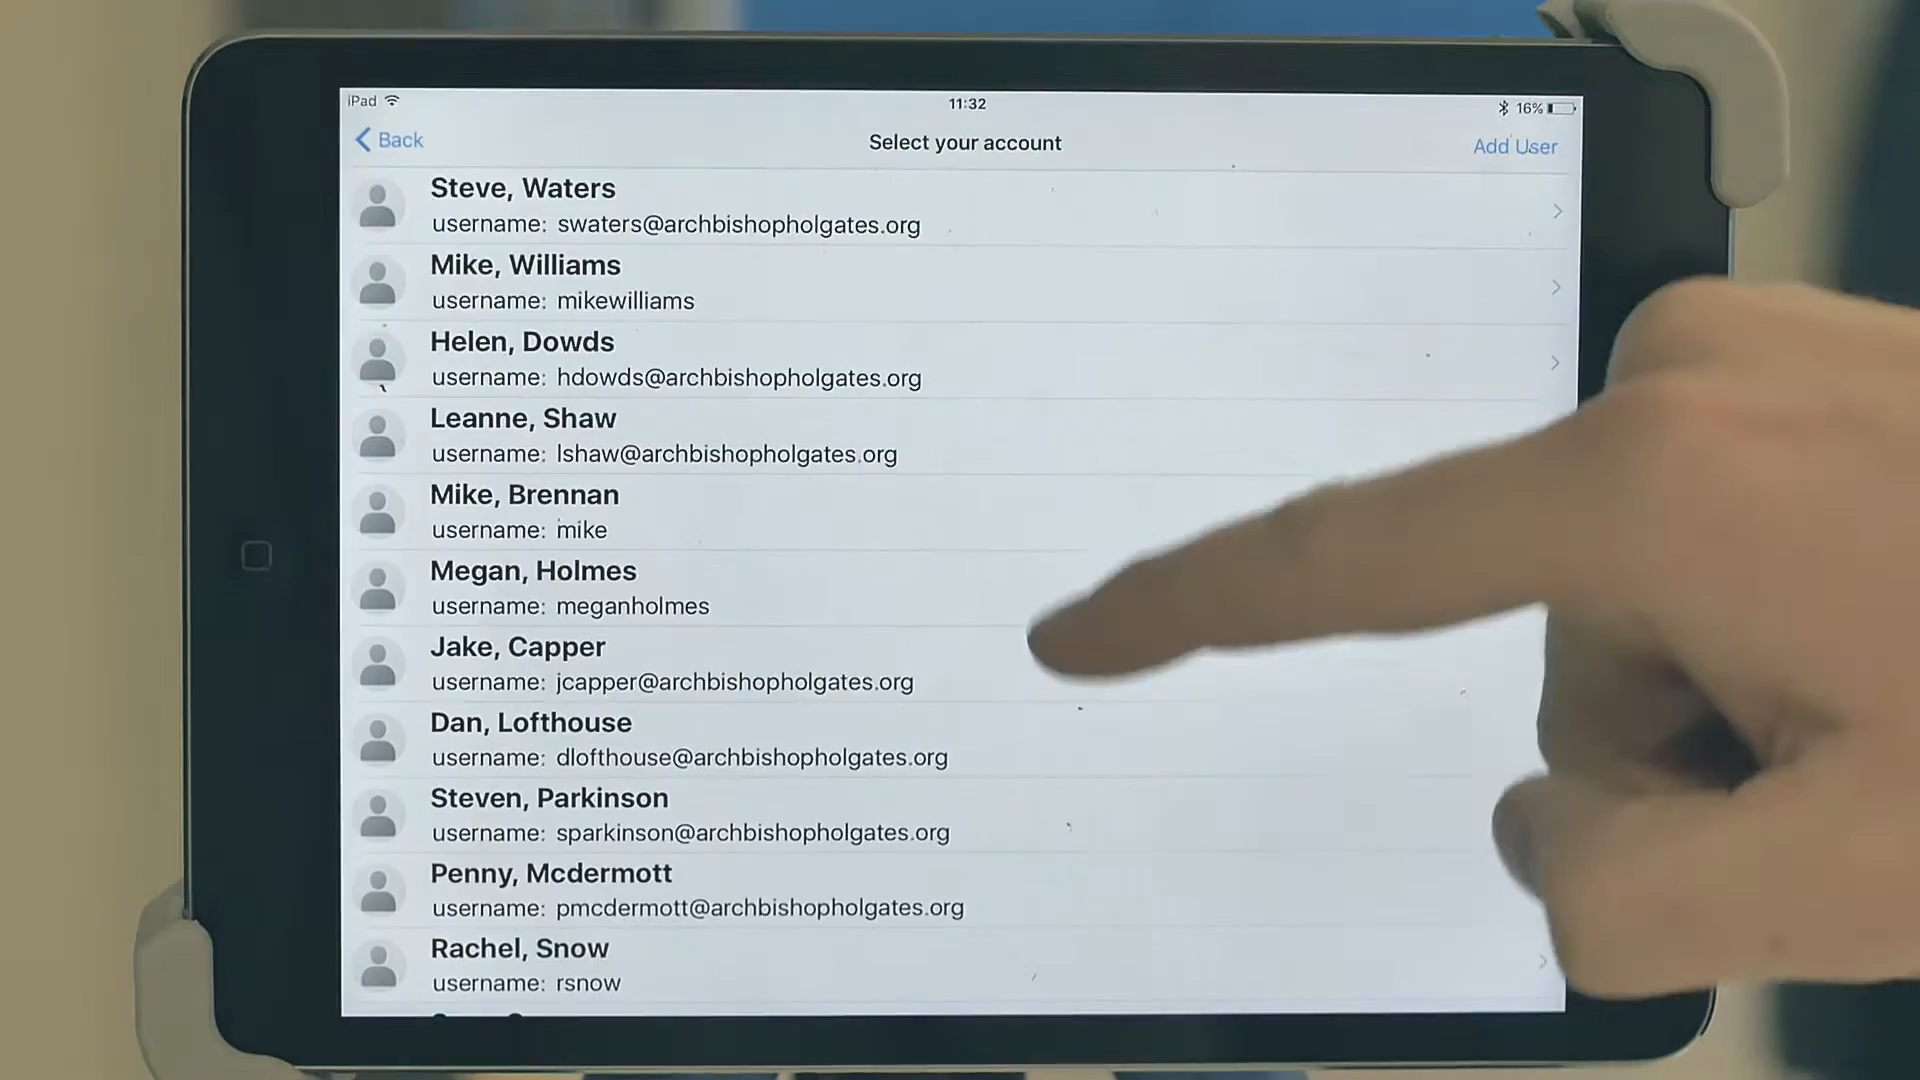 iPad
11:32
16%
Back
Select your account
Add User
Steve, Waters
username: swaters@archbishopholgates.org
Mike, Williams
username: mikewilliams
Helen, Dowds
username: hdowds@archbishopholgates.org
Leanne, Shaw
username: lshaw@archbishopholgates.org
Mike, Brennan
username: mike
Megan, Holmes
username: meganholmes
Jake, Capper
username: jcapper@archbishopholgates.org
Dan, Lofthouse
username: dlofthouse@archbishopholgates.org
Steven, Parkinson
username: sparkinson@archbishopholgates.org
Penny, Mcdermott
username: pmcdermott@archbishopholgates.org
Rachel, Snow
username: rsnow